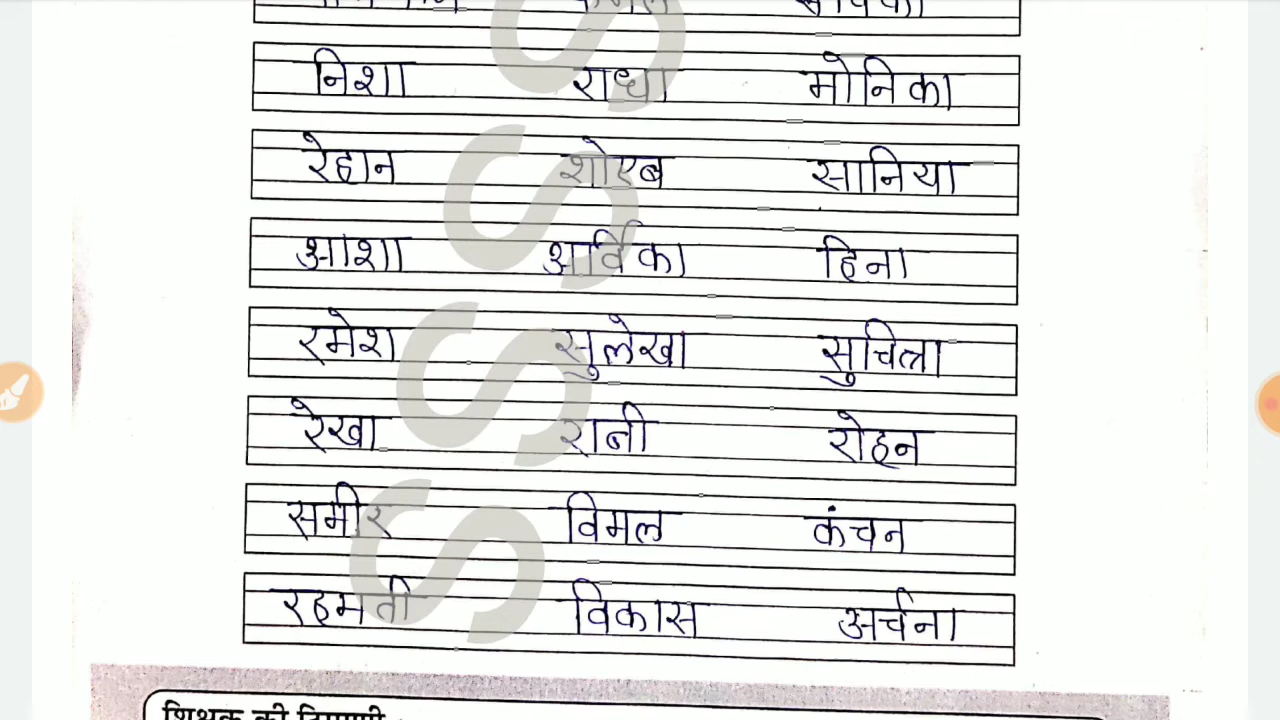 निशा राधा मोनिका
रेहान शोएब सानिया
आशा अर्विका हिना
रमेश सुलेखा सुचित्रा
रेखा रानी रोहन
समीर विमल कंचन
रहमती विकास अर्चना
शिक्षक की टिप्पणी